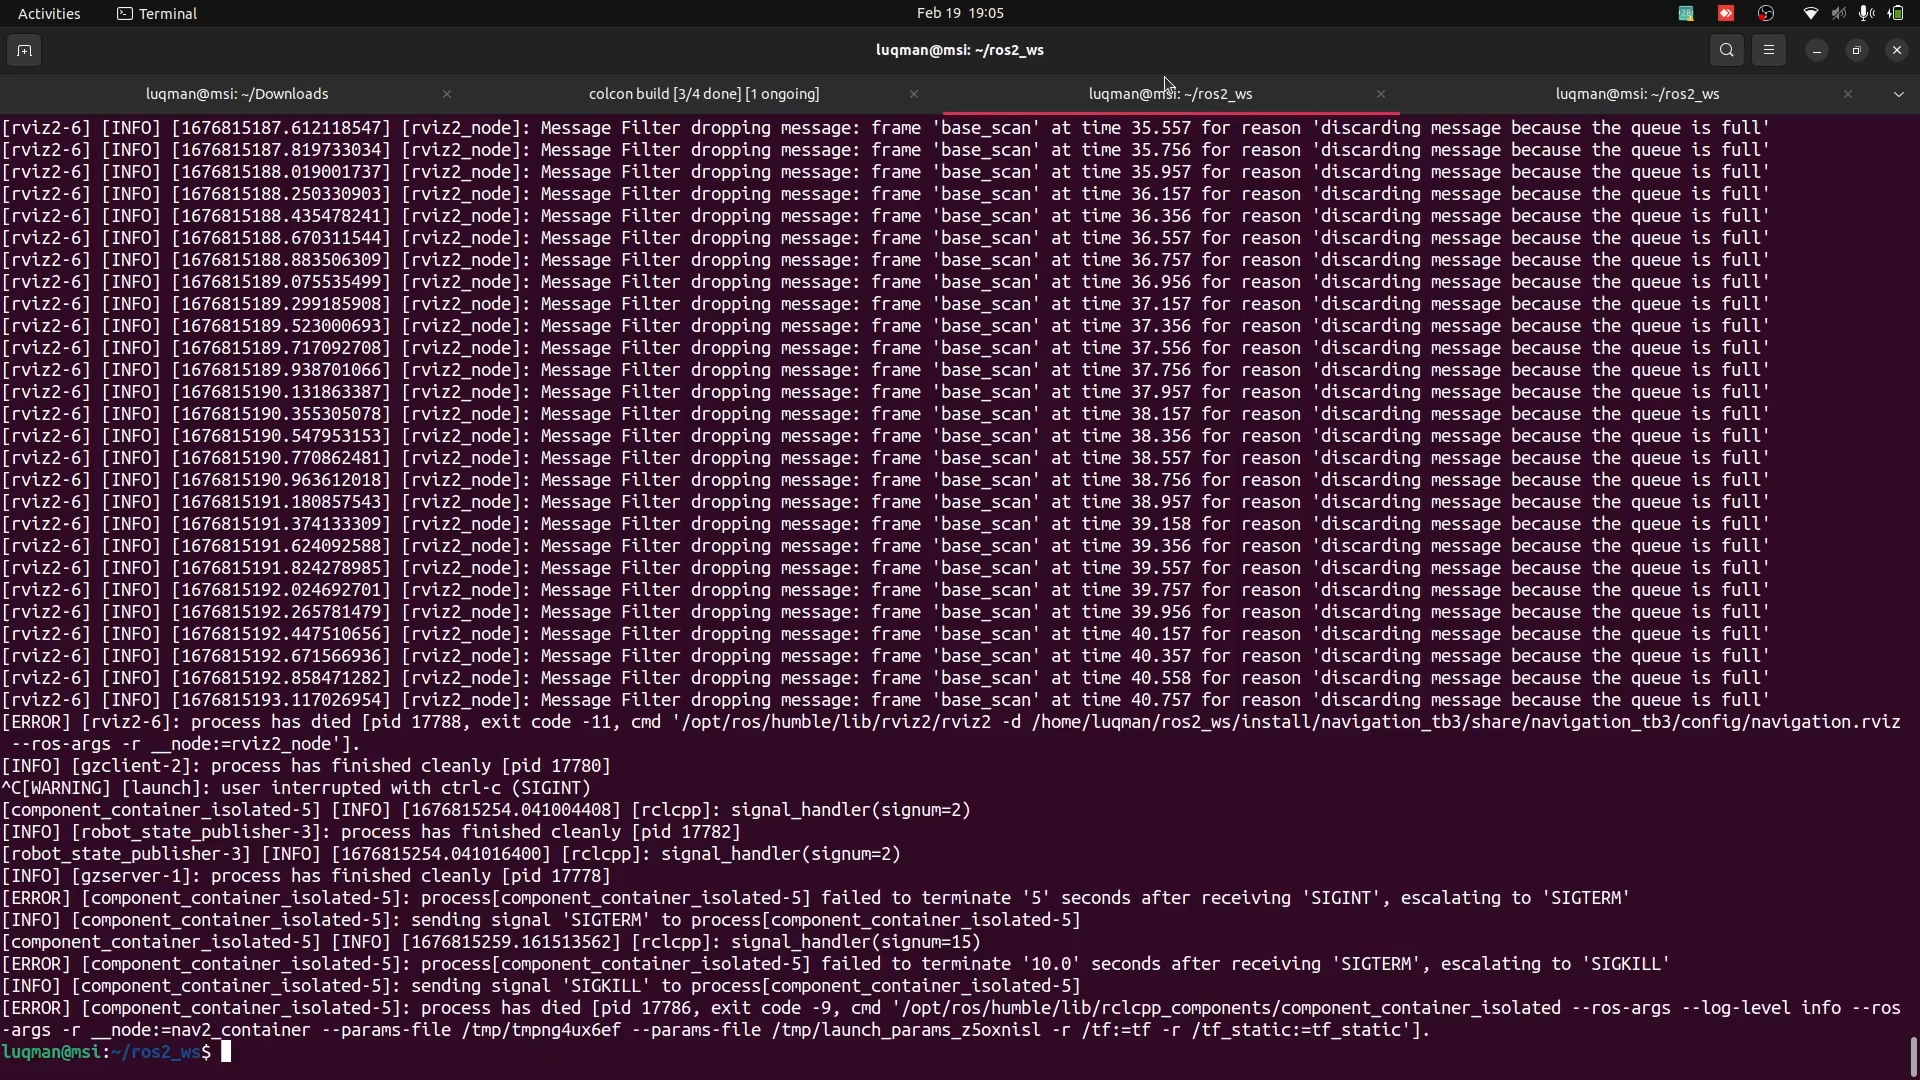 Activities
Terminal
Feb 19 19:05
luqman@msi: ~/ros2_ws
luqman@msi: ~/Downloads
colcon build [3/4 done] [1 ongoing]
luqman@msi: ~/ros2_ws
luqman@msi: ~/ros2_ws
[rviz2-6] [INFO] [1676815187.612118547] [rviz2_node]: Message Filter dropping message: frame 'base_scan' at time 35.557 for reason 'discarding message because the queue is full'
[rviz2-6] [INFO] [1676815187.819733034] [rviz2_node]: Message Filter dropping message: frame 'base_scan' at time 35.756 for reason 'discarding message because the queue is full'
[rviz2-6] [INFO] [1676815188.019001737] [rviz2_node]: Message Filter dropping message: frame 'base_scan' at time 35.957 for reason 'discarding message because the queue is full'
[rviz2-6] [INFO] [1676815188.250330903] [rviz2_node]: Message Filter dropping message: frame 'base_scan' at time 36.157 for reason 'discarding message because the queue is full'
[rviz2-6] [INFO] [1676815188.435478241] [rviz2_node]: Message Filter dropping message: frame 'base_scan' at time 36.356 for reason 'discarding message because the queue is full'
[rviz2-6] [INFO] [1676815188.670311544] [rviz2_node]: Message Filter dropping message: frame 'base_scan' at time 36.557 for reason 'discarding message because the queue is full'
[rviz2-6] [INFO] [1676815188.883506309] [rviz2_node]: Message Filter dropping message: frame 'base_scan' at time 36.757 for reason 'discarding message because the queue is full'
[rviz2-6] [INFO] [1676815189.075535499] [rviz2_node]: Message Filter dropping message: frame 'base_scan' at time 36.956 for reason 'discarding message because the queue is full'
[rviz2-6] [INFO] [1676815189.299185908] [rviz2_node]: Message Filter dropping message: frame 'base_scan' at time 37.157 for reason 'discarding message because the queue is full'
[rviz2-6] [INFO] [1676815189.523000693] [rviz2_node]: Message Filter dropping message: frame 'base_scan' at time 37.356 for reason 'discarding message because the queue is full'
[rviz2-6] [INFO] [1676815189.717092708] [rviz2_node]: Message Filter dropping message: frame 'base_scan' at time 37.556 for reason 'discarding message because the queue is full'
[rviz2-6] [INFO] [1676815189.938701066] [rviz2_node]: Message Filter dropping message: frame 'base_scan' at time 37.756 for reason 'discarding message because the queue is full'
[rviz2-6] [INFO] [1676815190.131863387] [rviz2_node]: Message Filter dropping message: frame 'base_scan' at time 37.957 for reason 'discarding message because the queue is full'
[rviz2-6] [INFO] [1676815190.355305078] [rviz2_node]: Message Filter dropping message: frame 'base_scan' at time 38.157 for reason 'discarding message because the queue is full'
[rviz2-6] [INFO] [1676815190.547953153] [rviz2_node]: Message Filter dropping message: frame 'base_scan' at time 38.356 for reason 'discarding message because the queue is full'
[rviz2-6] [INFO] [1676815190.770862481] [rviz2_node]: Message Filter dropping message: frame 'base_scan' at time 38.557 for reason 'discarding message because the queue is full'
[rviz2-6] [INFO] [1676815190.963612018] [rviz2_node]: Message Filter dropping message: frame 'base_scan' at time 38.756 for reason 'discarding message because the queue is full'
[rviz2-6] [INFO] [1676815191.180857543] [rviz2_node]: Message Filter dropping message: frame 'base_scan' at time 38.957 for reason 'discarding message because the queue is full'
[rviz2-6] [INFO] [1676815191.374133309] [rviz2_node]: Message Filter dropping message: frame 'base_scan' at time 39.158 for reason 'discarding message because the queue is full'
[rviz2-6] [INFO] [1676815191.624092588] [rviz2_node]: Message Filter dropping message: frame 'base_scan' at time 39.356 for reason 'discarding message because the queue is full'
[rviz2-6] [INFO] [1676815191.824278985] [rviz2_node]: Message Filter dropping message: frame 'base_scan' at time 39.557 for reason 'discarding message because the queue is full'
[rviz2-6] [INFO] [1676815192.024692701] [rviz2_node]: Message Filter dropping message: frame 'base_scan' at time 39.757 for reason 'discarding message because the queue is full'
[rviz2-6] [INFO] [1676815192.265781479] [rviz2_node]: Message Filter dropping message: frame 'base_scan' at time 39.956 for reason 'discarding message because the queue is full'
[rviz2-6] [INFO] [1676815192.447510656] [rviz2_node]: Message Filter dropping message: frame 'base_scan' at time 40.157 for reason 'discarding message because the queue is full'
[rviz2-6] [INFO] [1676815192.671566936] [rviz2_node]: Message Filter dropping message: frame 'base_scan' at time 40.357 for reason 'discarding message because the queue is full'
[rviz2-6] [INFO] [1676815192.858471282] [rviz2_node]: Message Filter dropping message: frame 'base_scan' at time 40.558 for reason 'discarding message because the queue is full'
[rviz2-6] [INFO] [1676815193.117026954] [rviz2_node]: Message Filter dropping message: frame 'base_scan' at time 40.757 for reason 'discarding message because the queue is full'
[ERROR] [rviz2-6]: process has died [pid 17788, exit code -11, cmd '/opt/ros/humble/lib/rviz2/rviz2 -d /home/luqman/ros2_ws/install/navigation_tb3/share/navigation_tb3/config/navigation.rviz
--ros-args -r __node:=rviz2_node'].
[INFO] [gzclient-2]: process has finished cleanly [pid 17780]
^C[WARNING] [launch]: user interrupted with ctrl-c (SIGINT)
[component_container_isolated-5] [INFO] [1676815254.041004408] [rclcpp]: signal_handler(signum=2)
[INFO] [robot_state_publisher-3]: process has finished cleanly [pid 17782]
[robot_state_publisher-3] [INFO] [1676815254.041016400] [rclcpp]: signal_handler(signum=2)
[INFO] [gzserver-1]: process has finished cleanly [pid 17778]
[ERROR] [component_container_isolated-5]: process[component_container_isolated-5] failed to terminate '5' seconds after receiving 'SIGINT', escalating to 'SIGTERM'
[INFO] [component_container_isolated-5]: sending signal 'SIGTERM' to process[component_container_isolated-5]
[component_container_isolated-5] [INFO] [1676815259.161513562] [rclcpp]: signal_handler(signum=15)
[ERROR] [component_container_isolated-5]: process[component_container_isolated-5] failed to terminate '10.0' seconds after receiving 'SIGTERM', escalating to 'SIGKILL'
[INFO] [component_container_isolated-5]: sending signal 'SIGKILL' to process[component_container_isolated-5]
[ERROR] [component_container_isolated-5]: process has died [pid 17786, exit code -9, cmd '/opt/ros/humble/lib/rclcpp_components/component_container_isolated --ros-args --log-level info --ros
-args -r __node:=nav2_container --params-file /tmp/tmpng4ux6ef --params-file /tmp/launch_params_z5oxnisl -r /tf:=tf -r /tf_static:=tf_static'].
luqman@msi:~/ros2_ws$